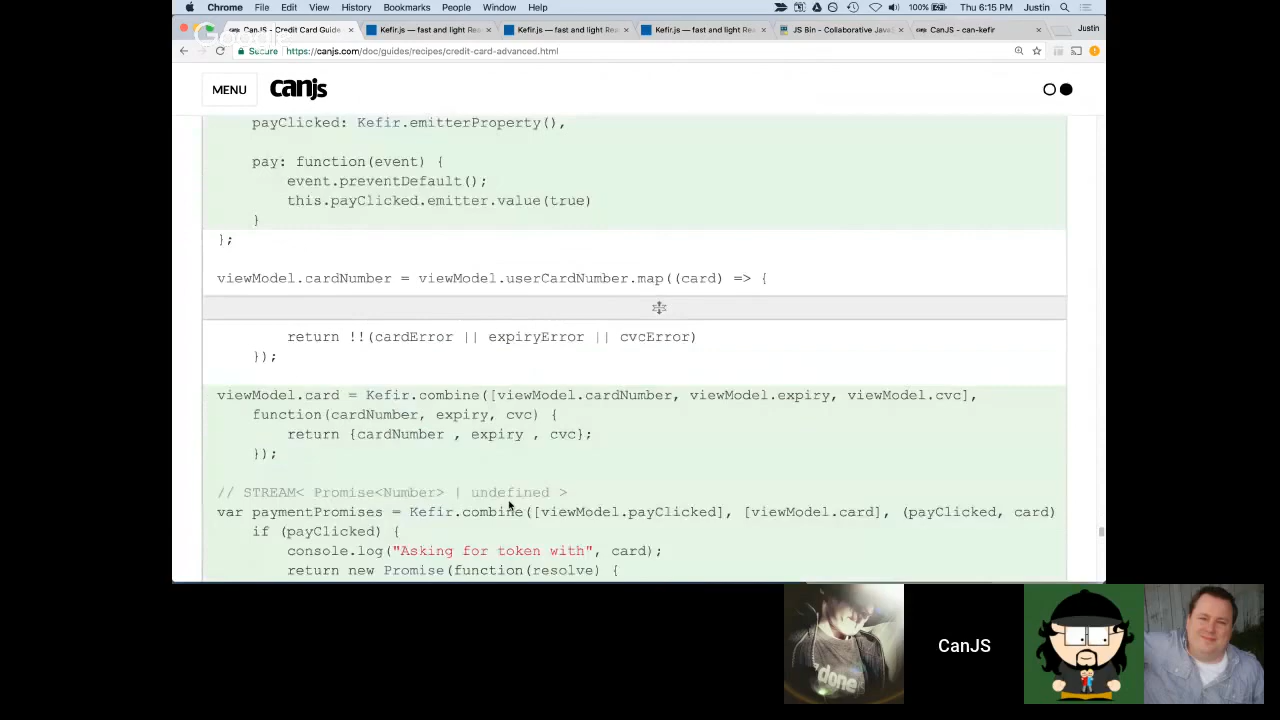 Chrome File Edit View History Bookmarks People Window Help 100% Thu 6:15 PM Justin
CanJS - Credit Card Guide Kefir.js — fast and light Rea Kefir.js — fast and light Rea Kefir.js — fast and light Rea JS Bin - Collaborative Java CanJS - can-kefir Justin
Secure https://canjs.com/doc/guides/recipes/credit-card-advanced.html
MENU canjs
payClicked: Kefir.emitterProperty(),
pay: function(event) {
event.preventDefault();
this.payClicked.emitter.value(true)
}
};
viewModel.cardNumber = viewModel.userCardNumber.map((card) => {
return !!(cardError || expiryError || cvcError)
});
viewModel.card = Kefir.combine([viewModel.cardNumber, viewModel.expiry, viewModel.cvc],
function(cardNumber, expiry, cvc) {
return {cardNumber , expiry , cvc};
});
// STREAM< Promise<Number> | undefined >
var paymentPromises = Kefir.combine([viewModel.payClicked], [viewModel.card], (payClicked, card)
if (payClicked) {
console.log("Asking for token with", card);
return new Promise(function(resolve) {
done
CanJS